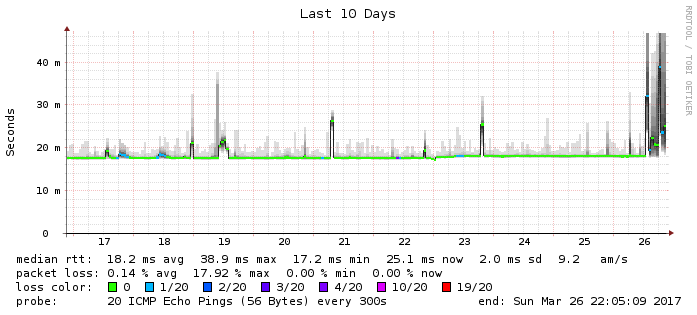 Last 10 Days
RRDTOOL / TOBI OETIKER
Seconds
40 m
30 m
20 m
10 m
0
17 18 19 20 21 22 23 24 25 26
median rtt: 18.2 ms avg 38.9 ms max 17.2 ms min 25.1 ms now 2.0 ms sd 9.2 am/s
packet loss: 0.14 % avg 17.92 % max 0.00 % min 0.00 % now
loss color: 0 1/20 2/20 3/20 4/20 10/20 19/20
probe: 20 ICMP Echo Pings (56 Bytes) every 300s end: Sun Mar 26 22:05:09 2017